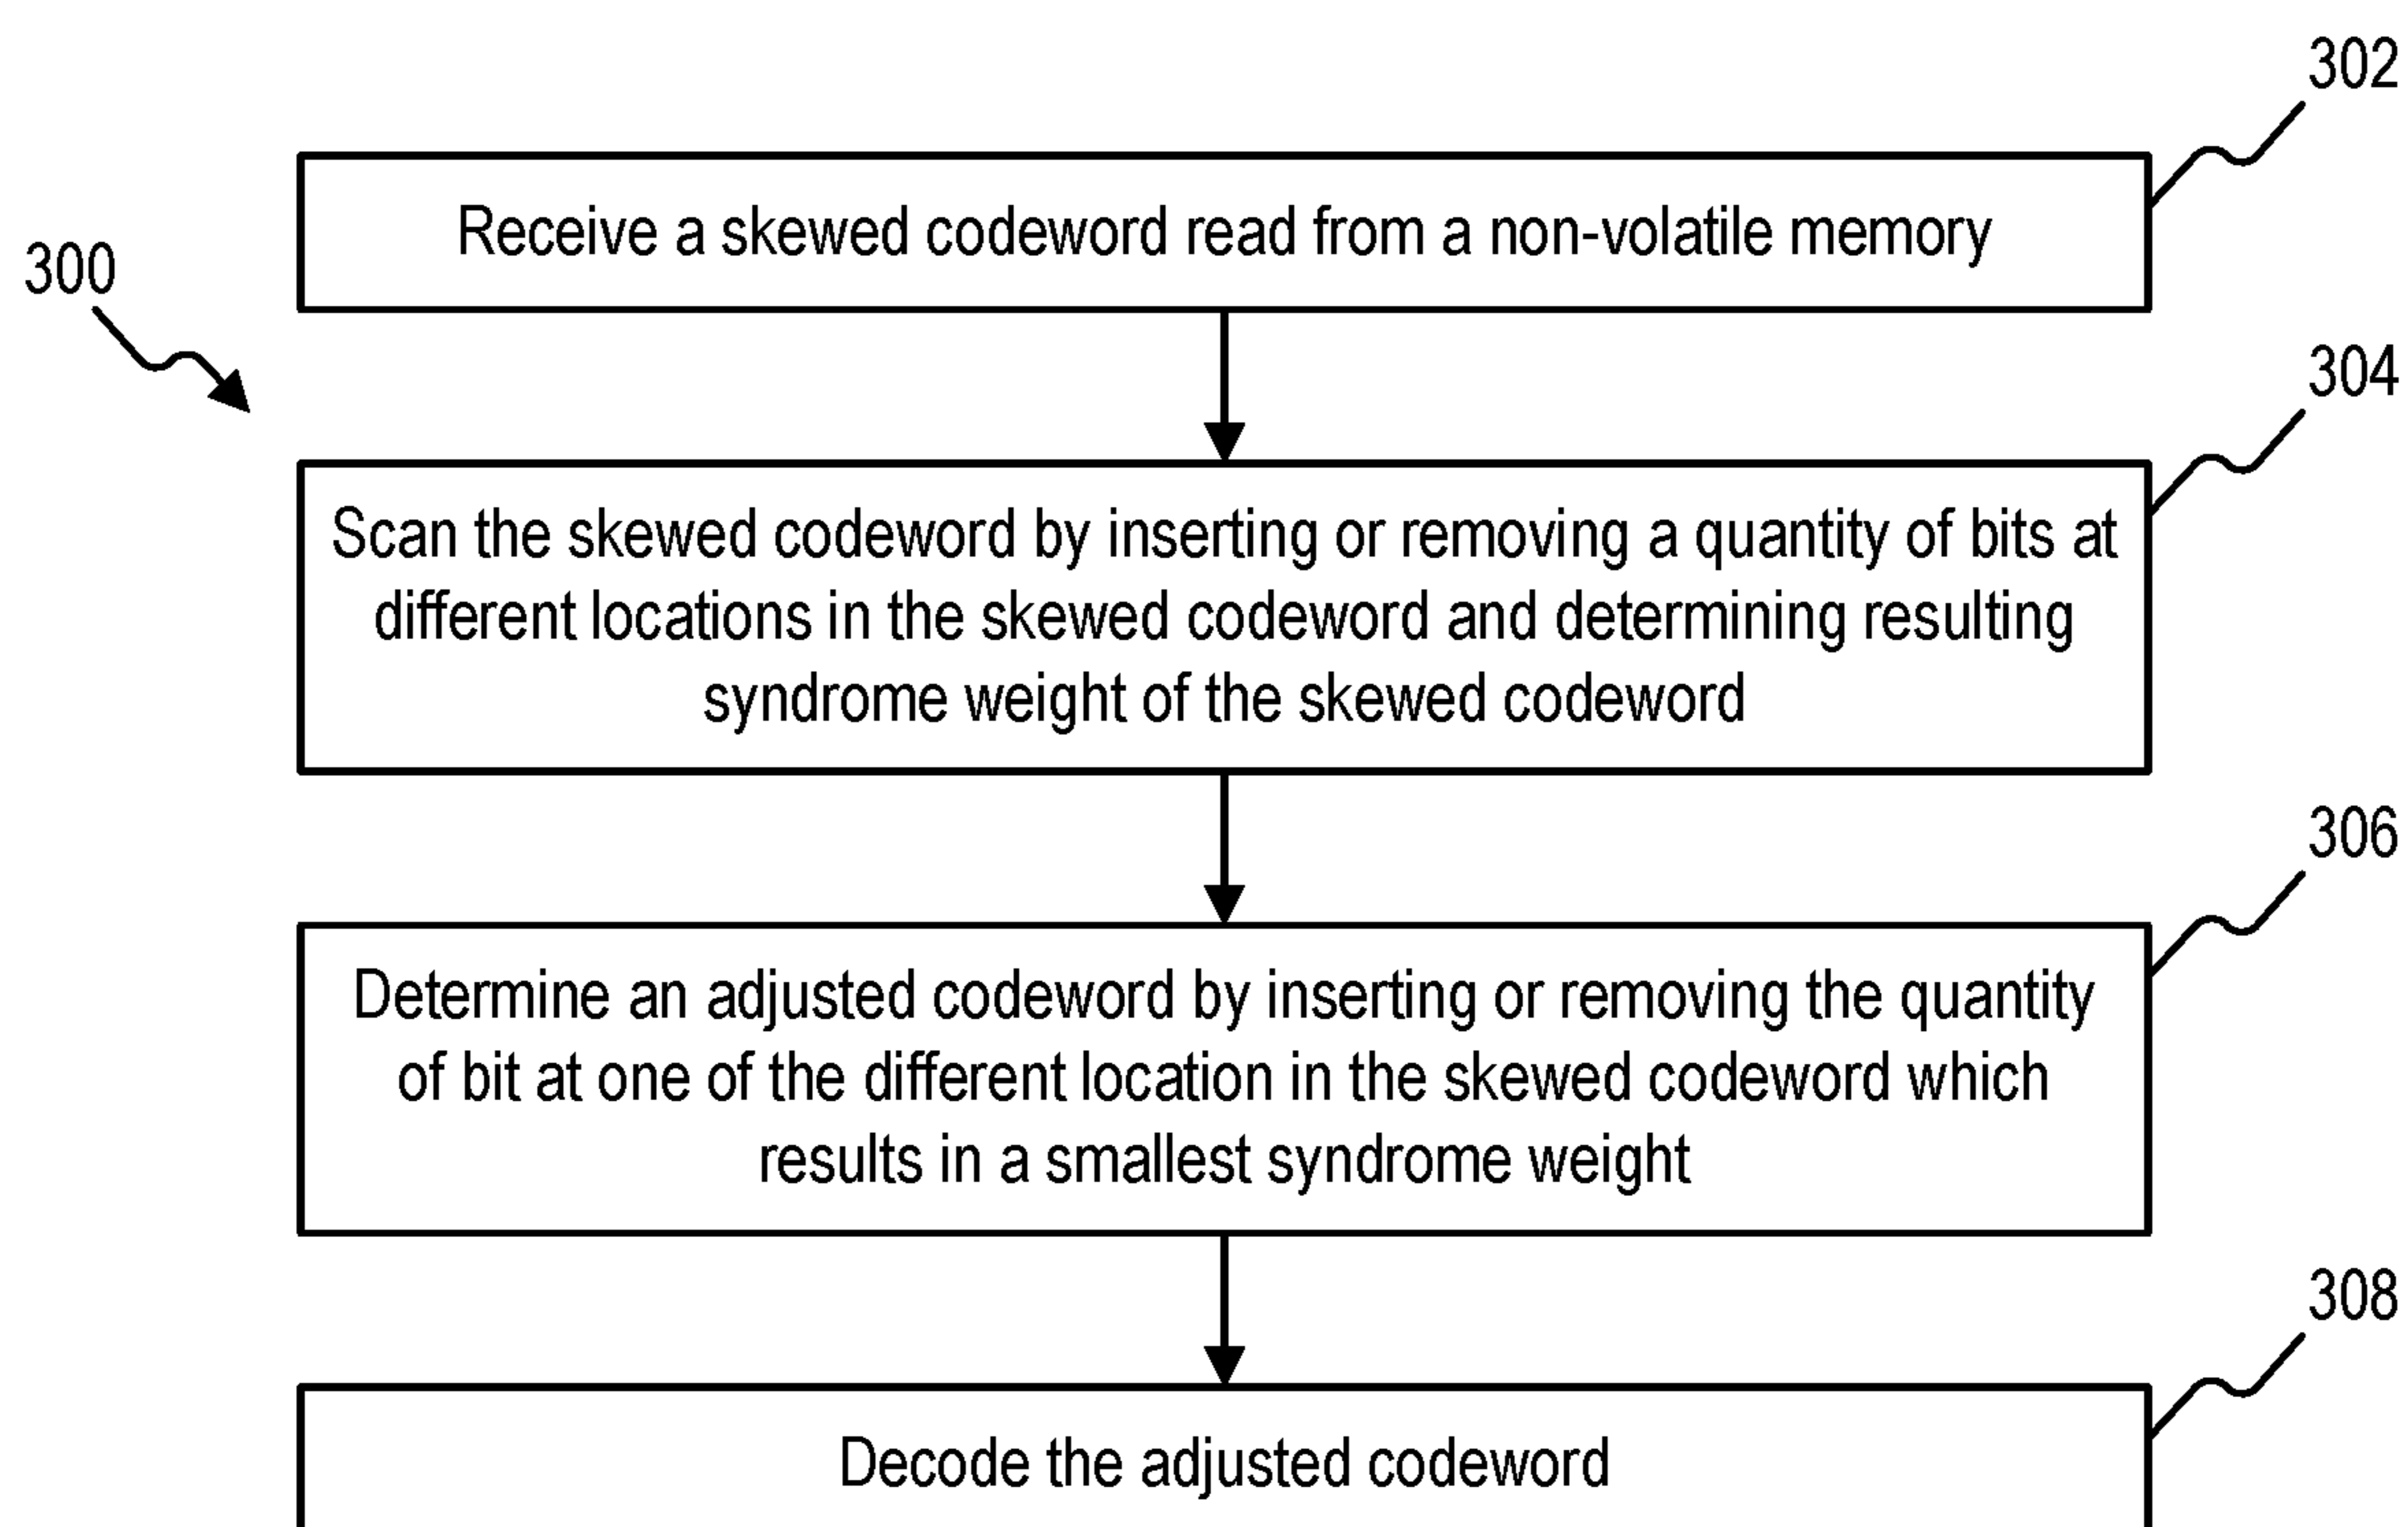 302
Receive a skewed codeword read from a non-volatile memory
300
304
Scan the skewed codeword by inserting or removing a quantity of bits at
different locations in the skewed codeword and determining resulting
syndrome weight of the skewed codeword
306
Determine an adjusted codeword by inserting or removing the quantity
of bit at one of the different location in the skewed codeword which
results in a smallest syndrome weight
308
Decode the adjusted codeword